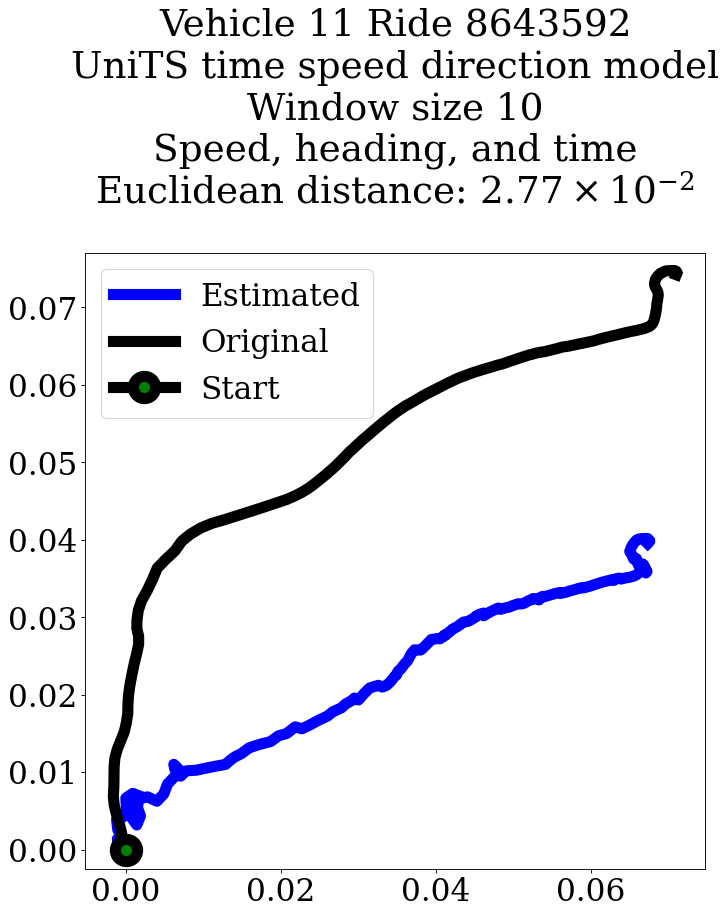 Vehicle 11 Ride 8643592
UniTS time speed direction model
Window size 10
Speed, heading, and time
Euclidean distance: 2.77 × 10⁻²
Estimated
Original
Start
0.07
0.06
0.05
0.04
0.03
0.02
0.01
0.00
0.00 0.02 0.04 0.06